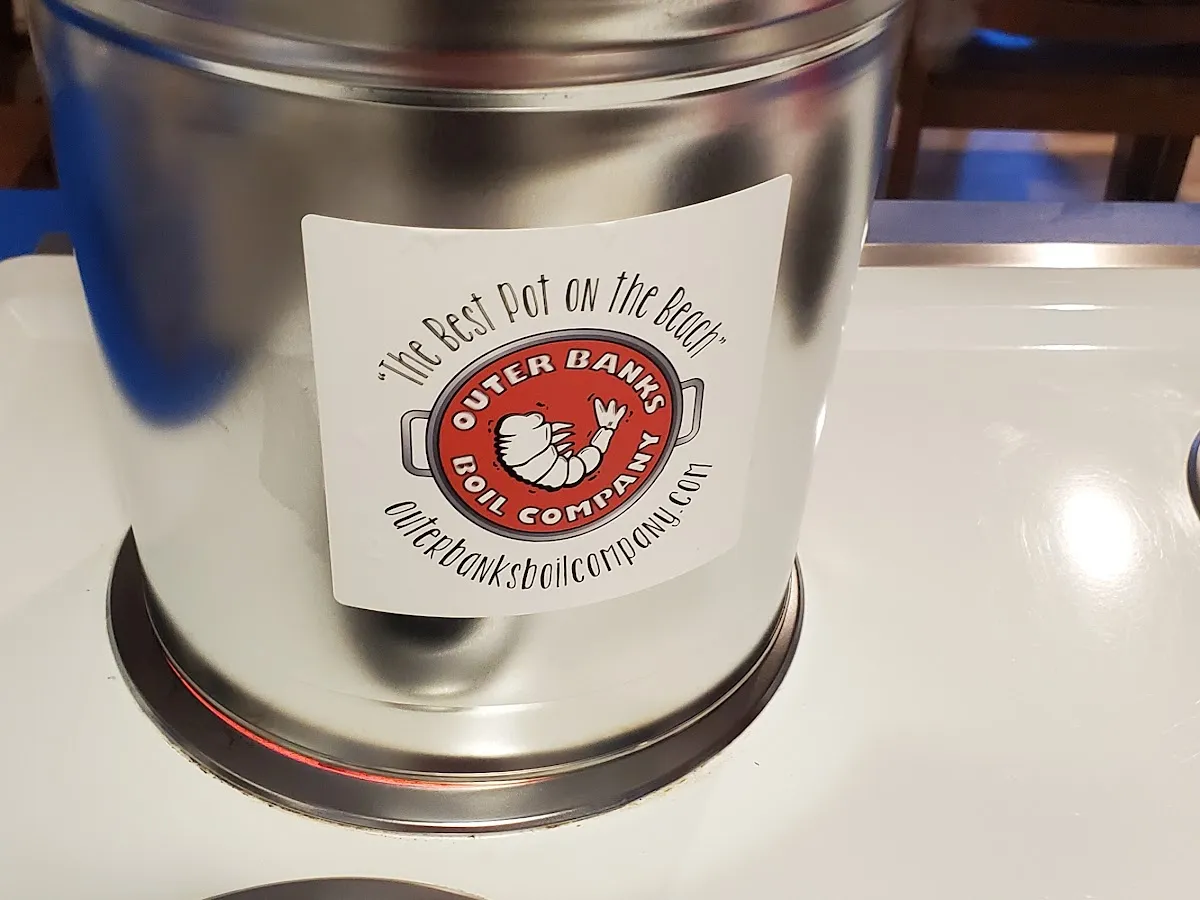 "The Best Pot on the Beach"
OUTER BANKS
BOIL COMPANY
outerbanksboilcompany.com